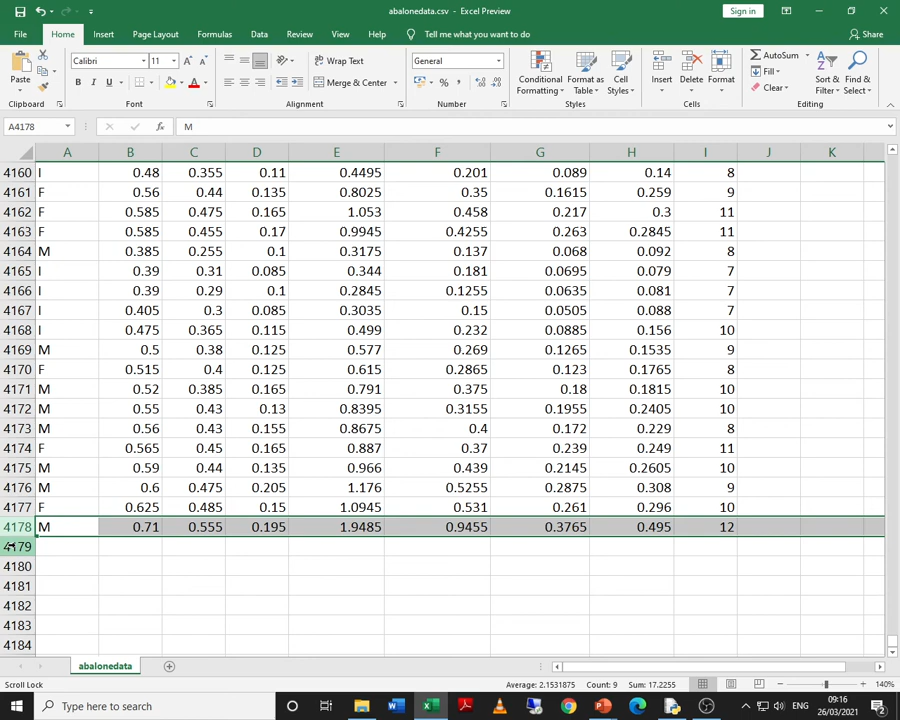 abalonedata.csv - Excel Preview
Sign in
File Home Insert Page Layout Formulas Data Review View Help Tell me what you want to do Share
Calibri 11 Wrap Text General AutoSum
Paste Conditional Format as Cell Insert Delete Format Fill Sort & Find &
B I U A Merge & Center % , Formatting Table Styles Clear Filter Select
Clipboard Font Alignment Number Styles Cells Editing
A4178 fx M
A B C D E F G H I J K
4160 I 0.48 0.355 0.11 0.4495 0.201 0.089 0.14 8
4161 F 0.56 0.44 0.135 0.8025 0.35 0.1615 0.259 9
4162 F 0.585 0.475 0.165 1.053 0.458 0.217 0.3 11
4163 F 0.585 0.455 0.17 0.9945 0.4255 0.263 0.2845 11
4164 M 0.385 0.255 0.1 0.3175 0.137 0.068 0.092 8
4165 I 0.39 0.31 0.085 0.344 0.181 0.0695 0.079 7
4166 I 0.39 0.29 0.1 0.2845 0.1255 0.0635 0.081 7
4167 I 0.405 0.3 0.085 0.3035 0.15 0.0505 0.088 7
4168 I 0.475 0.365 0.115 0.499 0.232 0.0885 0.156 10
4169 M 0.5 0.38 0.125 0.577 0.269 0.1265 0.1535 9
4170 F 0.515 0.4 0.125 0.615 0.2865 0.123 0.1765 8
4171 M 0.52 0.385 0.165 0.791 0.375 0.18 0.1815 10
4172 M 0.55 0.43 0.13 0.8395 0.3155 0.1955 0.2405 10
4173 M 0.56 0.43 0.155 0.8675 0.4 0.172 0.229 8
4174 F 0.565 0.45 0.165 0.887 0.37 0.239 0.249 11
4175 M 0.59 0.44 0.135 0.966 0.439 0.2145 0.2605 10
4176 M 0.6 0.475 0.205 1.176 0.5255 0.2875 0.308 9
4177 F 0.625 0.485 0.15 1.0945 0.531 0.261 0.296 10
4178 M 0.71 0.555 0.195 1.9485 0.9455 0.3765 0.495 12
4179
4180
4181
4182
4183
4184
abalonedata
Scroll Lock Average: 2.1531875 Count: 9 Sum: 17.2255 140%
Type here to search ENG 09:16
26/03/2021 2